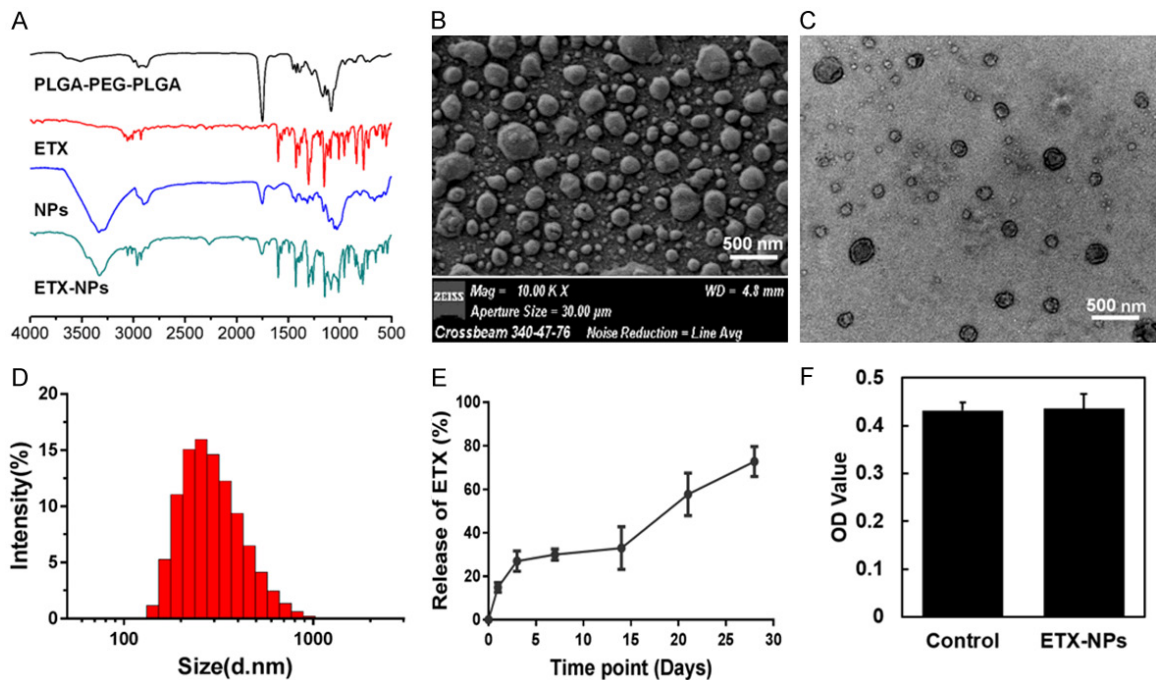 A
PLGA-PEG-PLGA
ETX
NPs
ETX-NPs
4000 3500 3000 2500 2000 1500 1000 500
B
500 nm
ZEISS
Mag = 10.00 K X
WD = 4.8 mm
Aperture Size = 30.00 μm
Crossbeam 340-47-76 Noise Reduction = Line Avg
C
500 nm
D
Intensity(%)
20
15
10
5
0
100 1000
Size(d.nm)
E
Release of ETX (%)
100
80
60
40
20
0
0 5 10 15 20 25 30
Time point (Days)
F
OD Value
0.5
0.4
0.3
0.2
0.1
0
Control ETX-NPs